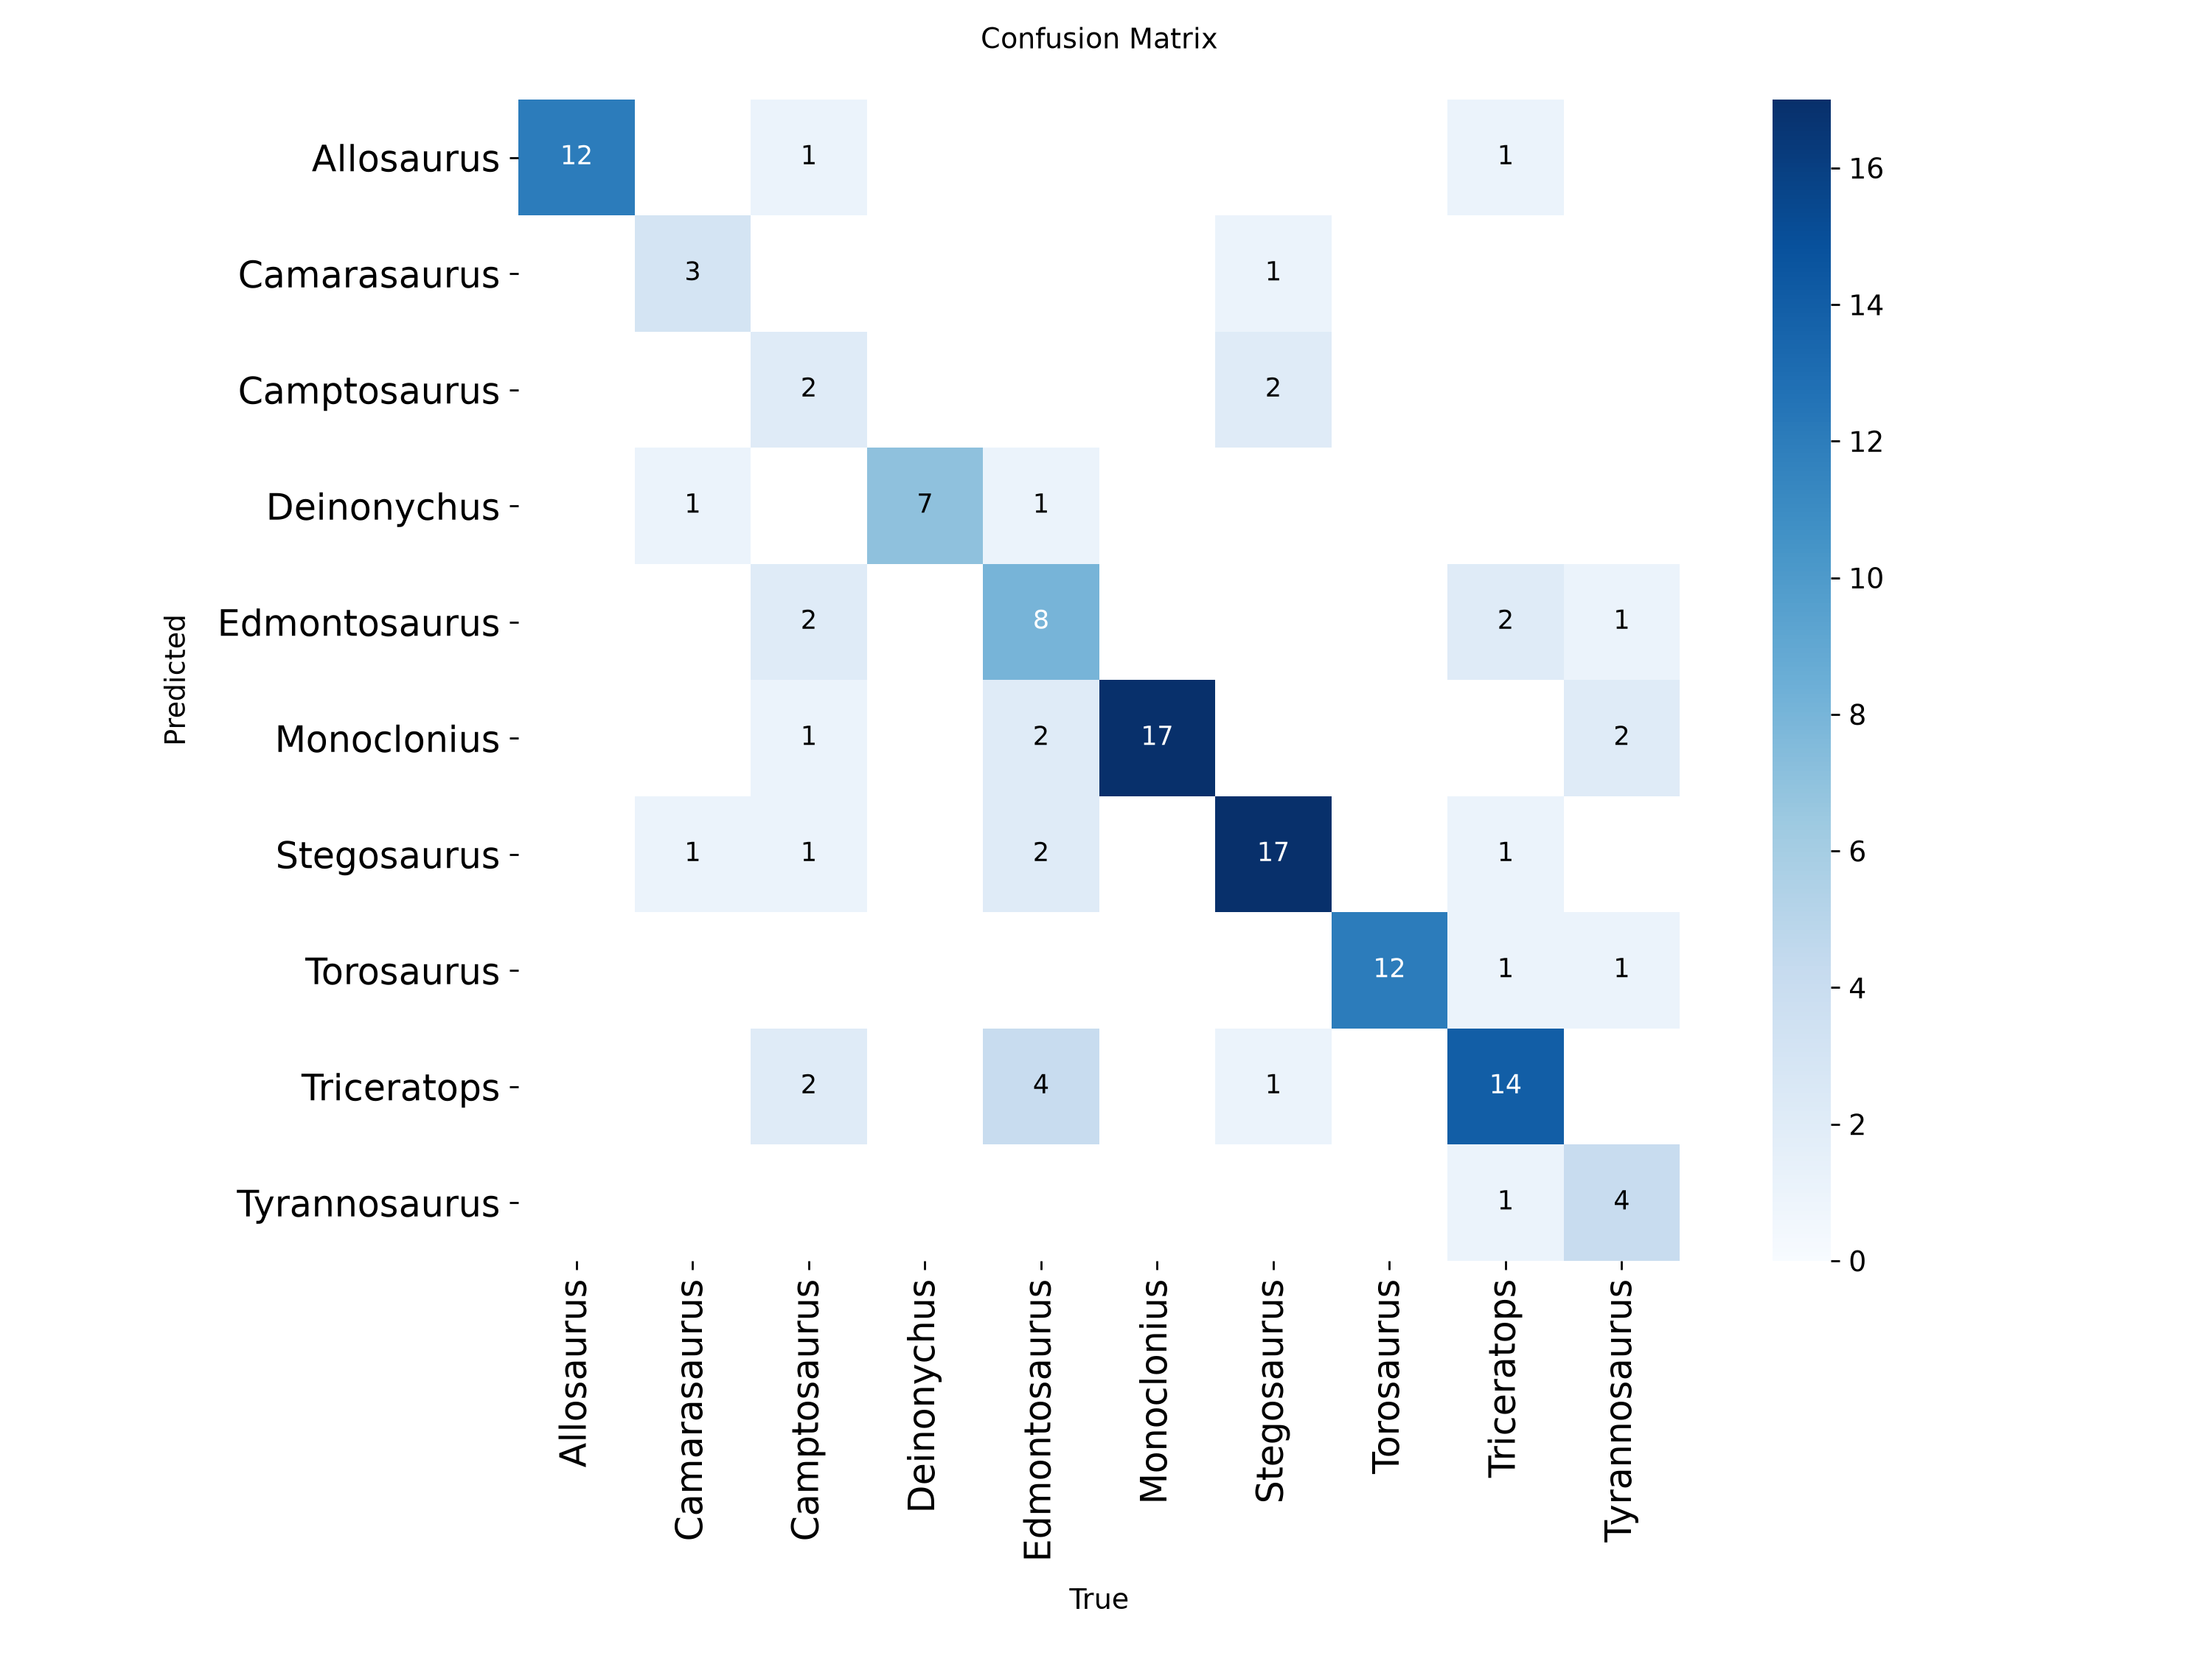 Confusion Matrix
Allosaurus 12 1 1
Camarasaurus 3 1
Camptosaurus 2 2
Deinonychus 1 7 1
Edmontosaurus 2 8 2 1
Monoclonius 1 2 17 2
Stegosaurus 1 1 2 17 1
Torosaurus 12 1 1
Triceratops 2 4 1 14
Tyrannosaurus 1 4
Predicted
Allosaurus
Camarasaurus
Camptosaurus
Deinonychus
Edmontosaurus
Monoclonius
Stegosaurus
Torosaurus
Triceratops
Tyrannosaurus
True
16
14
12
10
8
6
4
2
0